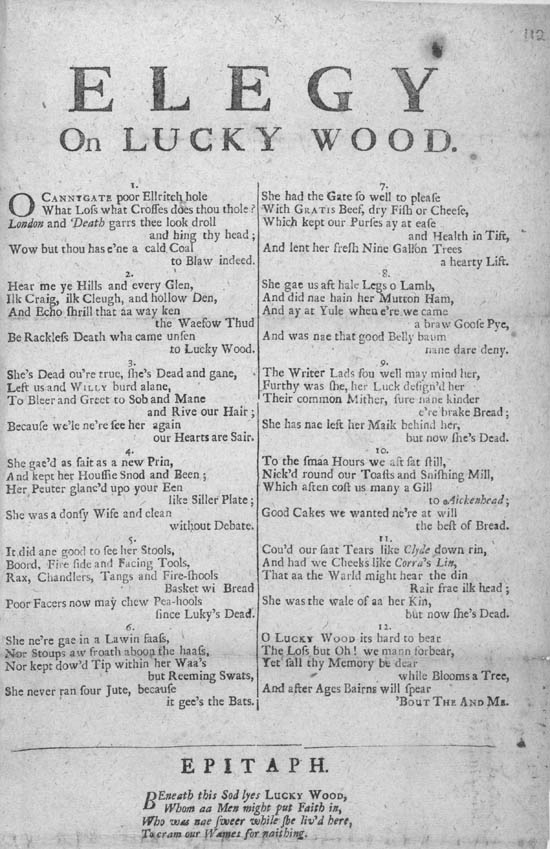 112
ELEGY
On LUCKY WOOD.
1.
O CANNYGATE poor Ellritch hole
What Loſs what Croſſes does thou thole?
London and Death garrs thee look droll
and hing thy head;
Wow but thou has e'ne a cald Coal
to Blaw indeed.
2.
Hear me ye Hills and every Glen,
Ilk Craig, ilk Cleugh, and hollow Den,
And Echo ſhrill that aa way ken
the Waeſow Thud
Be Rackleſs Death wha came unſen
to Lucky Wood.
3.
She's Dead ou're true, ſhe's Dead and gane,
Left us and WILLY burd alane,
To Bleer and Greet to Sob and Mane
and Rive our Hair;
Becauſe we'le ne're ſee her again
our Hearts are Sair.
4.
She gae'd as fait as a new Prin,
And kept her Houſſie Snod and Been;
Her Peuter glanc'd upo your Een
like Siller Plate;
She was a donſy Wife and clean
without Debate.
5.
It did ane good to ſee her Stools,
Boord, Fire ſide and Facing Tools,
Rax, Chandlers, Tangs and Fire-ſhools
Basket wi Bread
Poor Facers now may chew Pea-hools
ſince Luky's Dead.
6.
She ne're gae in a Lawin faaſs,
Nor Stoups aw froath aboon the haaſs,
Nor kept dow'd Tip within her Waa's
but Reeming Swats,
She never ran ſour Jute, becauſe
it gee's the Bats.
7.
She had the Gate ſo well to pleaſe
With GRATIS Beef, dry Fiſh or Cheeſe,
Which kept our Purſes ay at eaſe
and Health in Tift,
And lent her freſh Nine Gallon Trees
a hearty Lift.
8.
She gae us aft hale Legs o Lamb,
And did nae hain her Mutton Ham,
And ay at Yule when e're we came
a braw Gooſe Pye,
And was nae that good Belly baum
nane dare deny.
9.
The Writer Lads fou well may mind her,
Furthy was ſhe, her Luck deſign'd her
Their common Mither, ſure nane kinder
e're brake Bread;
She has nae left her Maik behind her,
but now ſhe's Dead.
10.
To the ſmaa Hours we aft ſat ſtill,
Nick'd round our Toaſts and Sniſhing Mill,
Which aften coſt us many a Gill
to Aickenhead;
Good Cakes we wanted ne're at will
the beſt of Bread.
11.
Cou'd our ſaat Tears like Clyde down rin,
And had we Cheeks like Corra's Lin,
That aa the Warld might hear the din
Rair frae ilk head;
She was the wale of aa her Kin,
but now ſhe's Dead.
12.
O LUCKY WOOD its hard to bear
The Loſs but Oh! we mann forbear,
Yet ſall thy Memory be dear
while Blooms a Tree,
And after Ages Bairns will ſpear
'BOUT THE AND ME.
EPITAPH.
BEneath this Sod lyes LUCKY WOOD,
Whom aa Men might put Faith in,
Who was nae ſweer while ſhe liv'd here,
To cram our Wames for naithing.